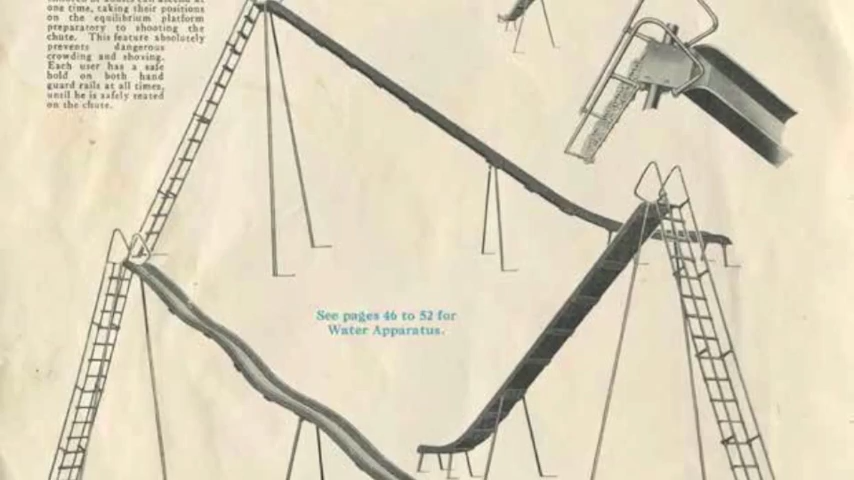 one time, taking their positions
on the equilibrium platform
preparatory to shooting the
chute. This feature absolutely
prevents dangerous
crowding and shoving.
Each user has a safe
hold on both hand
guard rails at all times,
until he is safely seated
on the chute.
See pages 46 to 52 for
Water Apparatus.